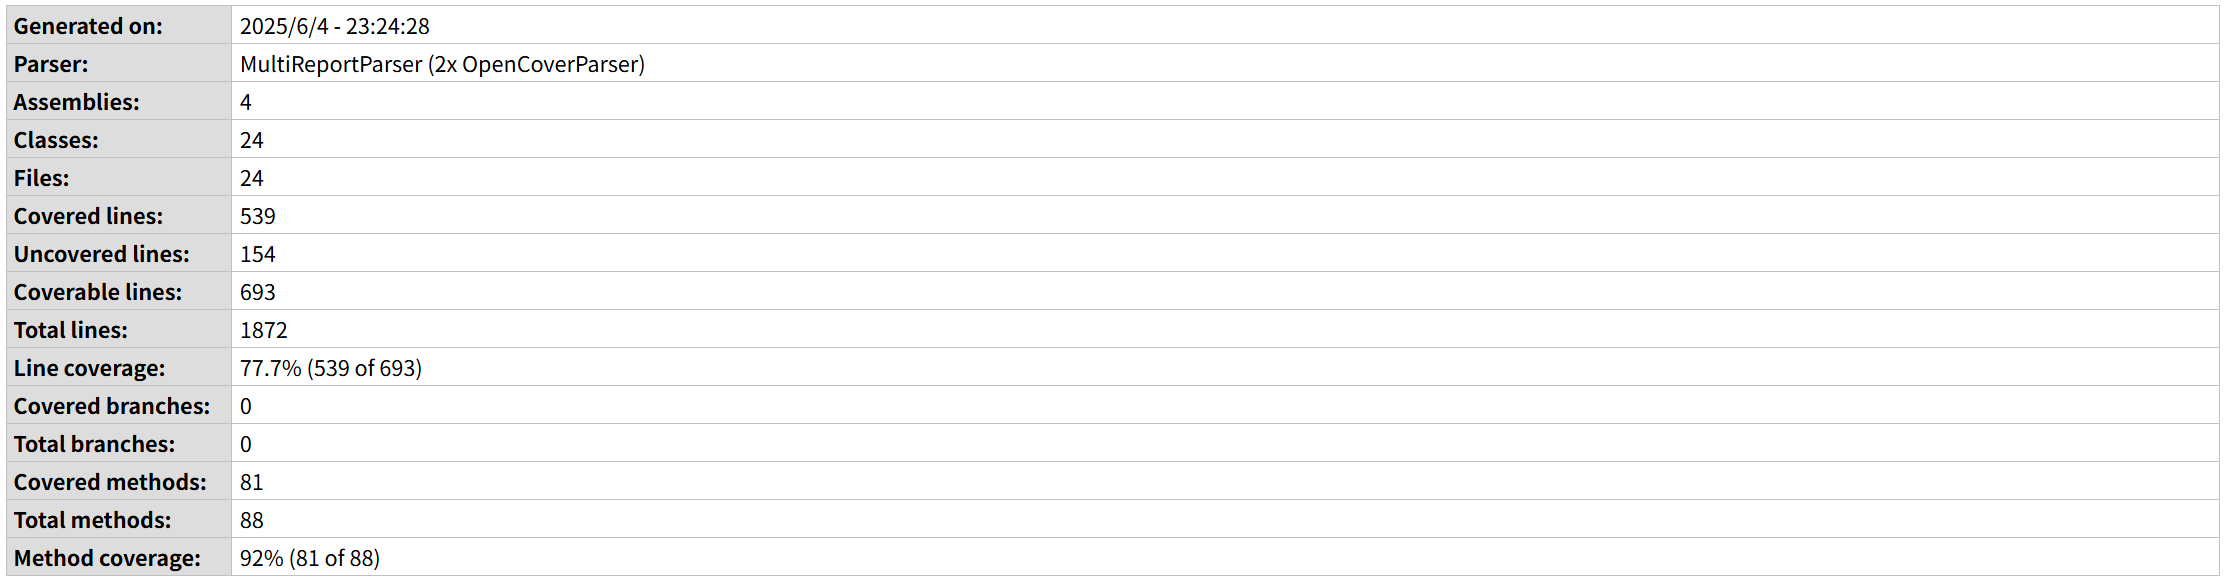 Generated on: 2025/6/4 - 23:24:28
Parser: MultiReportParser (2x OpenCoverParser)
Assemblies: 4
Classes: 24
Files: 24
Covered lines: 539
Uncovered lines: 154
Coverable lines: 693
Total lines: 1872
Line coverage: 77.7% (539 of 693)
Covered branches: 0
Total branches: 0
Covered methods: 81
Total methods: 88
Method coverage: 92% (81 of 88)